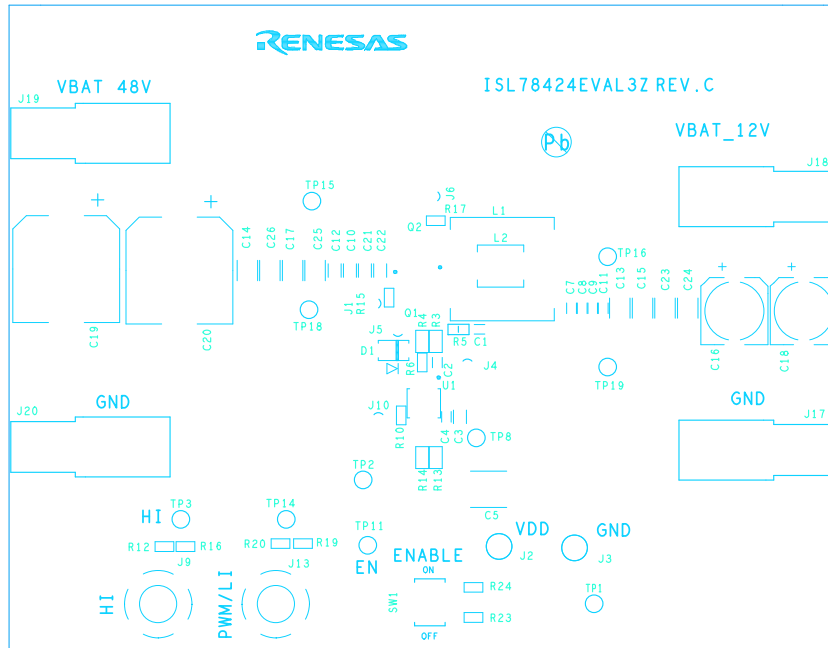 RENESAS
ISL78424EVAL3Z REV.C
VBAT 48V
J19
Pb
VBAT_12V
J18
TP15
J6
R17
L1
Q2
L2
TP16
C14
C26
C17
C25
C12
C10
C21
C22
C7
C8
C9
C11
C13
C15
C23
C24
J1
R15
Q1
R4
R3
TP18
C19
C20
J5
R5
C1
C16
C18
D1
R6
C2
J4
U1
TP19
J20
GND
J10
GND
J17
R10
C4
C3
TP8
TP2
R14
R13
TP3
TP14
HI
C5
R12
R16
R20
R19
TP11
EN
VDD
GND
J9
J13
ENABLE
J2
J3
ON
HI
PWM/LI
SW1
R24
TP1
R23
OFF